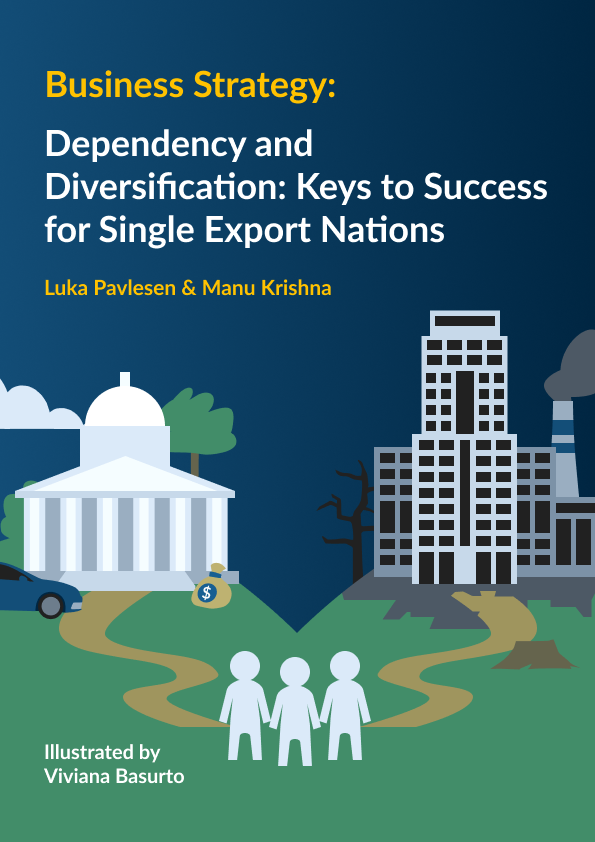 Business Strategy:
Dependency and
Diversification: Keys to Success
for Single Export Nations
Luka Pavlesen & Manu Krishna
$
Illustrated by
Viviana Basurto